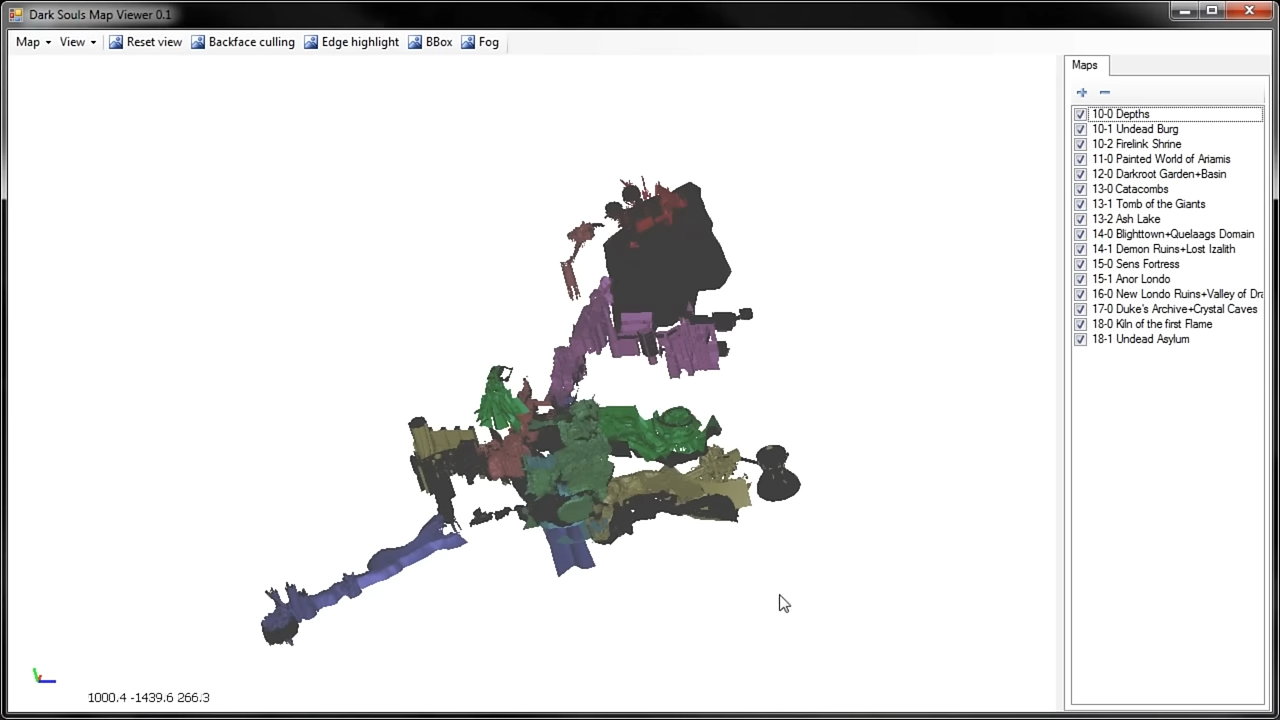 Dark Souls Map Viewer 0.1
Map View Reset view Backface culling Edge highlight BBox Fog
Maps
10-0 Depths
10-1 Undead Burg
10-2 Firelink Shrine
11-0 Painted World of Ariamis
12-0 Darkroot Garden+Basin
13-0 Catacombs
13-1 Tomb of the Giants
13-2 Ash Lake
14-0 Blighttown+Quelaags Domain
14-1 Demon Ruins+Lost Izalith
15-0 Sens Fortress
15-1 Anor Londo
16-0 New Londo Ruins+Valley of Dra
17-0 Duke's Archive+Crystal Caves
18-0 Kiln of the first Flame
18-1 Undead Asylum
1000.4 -1439.6 266.3